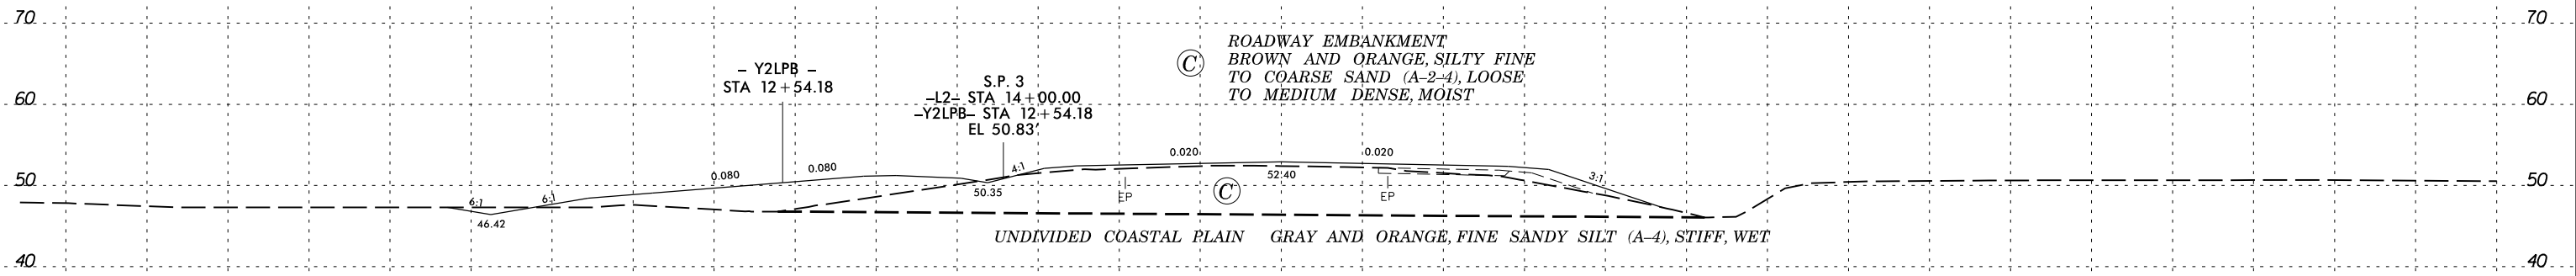 70 70
ROADWAY EMBANKMENT
BROWN AND ORANGE, SILTY FINE
TO COARSE SAND (A-2-4), LOOSE
TO MEDIUM DENSE, MOIST
C
– Y2LPB –
STA 12+54.18
S.P. 3
–L2– STA 14+00.00
–Y2LPB– STA 12+54.18
EL 50.83'
60 60
0.020 0.020
0.080 0.080 4:1 3:1
50 50
52.40
6:1 6:1 50.35 EP C EP
46.42
UNDIVIDED COASTAL PLAIN GRAY AND ORANGE, FINE SANDY SILT (A-4), STIFF, WET
40 40